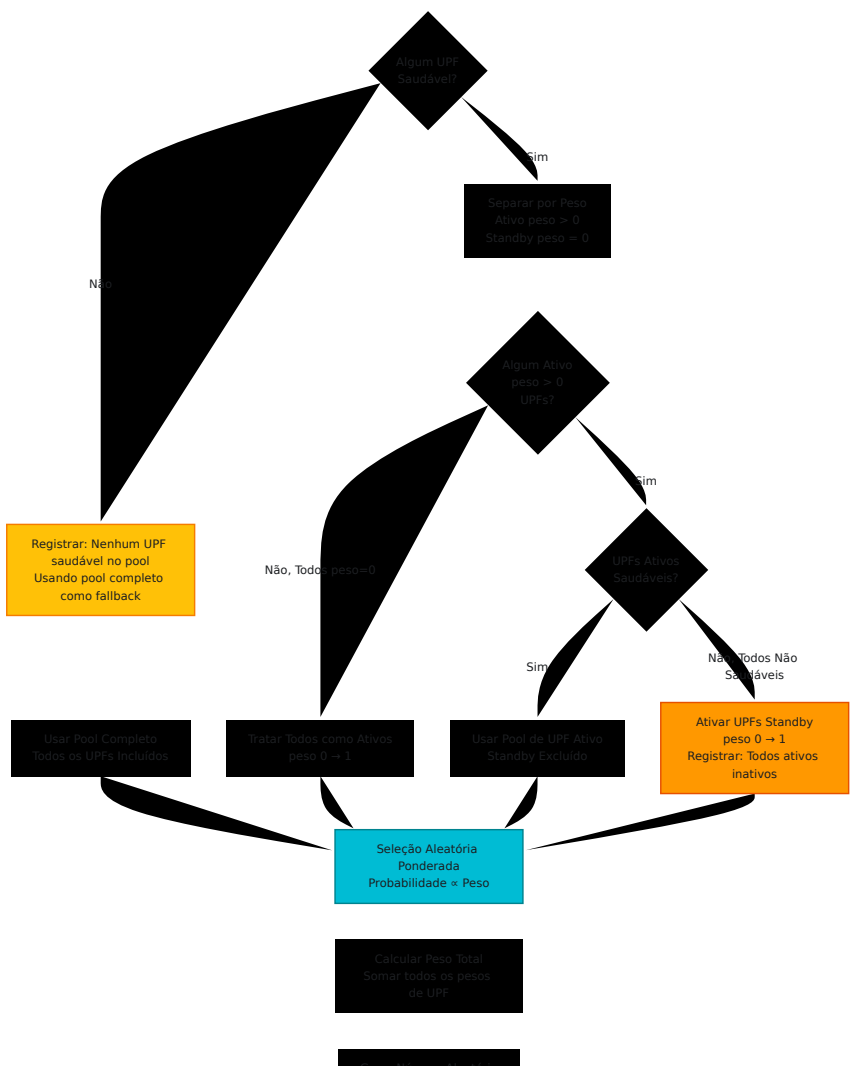 Algum UPF
Saudável?
Sim
Separar por Peso
Ativo peso > 0
Standby peso = 0
Não
Algum Ativo
peso > 0
UPFs?
Sim
Não, Todos peso=0
UPFs Ativos
Saudáveis?
Sim
Não, Todos Não
Saudáveis
Registrar: Nenhum UPF
saudável no pool
Usando pool completo
como fallback
Usar Pool Completo
Todos os UPFs Incluídos
Tratar Todos como Ativos
peso 0 → 1
Usar Pool de UPF Ativo
Standby Excluído
Ativar UPFs Standby
peso 0 → 1
Registrar: Todos ativos
inativos
Seleção Aleatória
Ponderada
Probabilidade ∝ Peso
Calcular Peso Total
Somar todos os pesos
de UPF